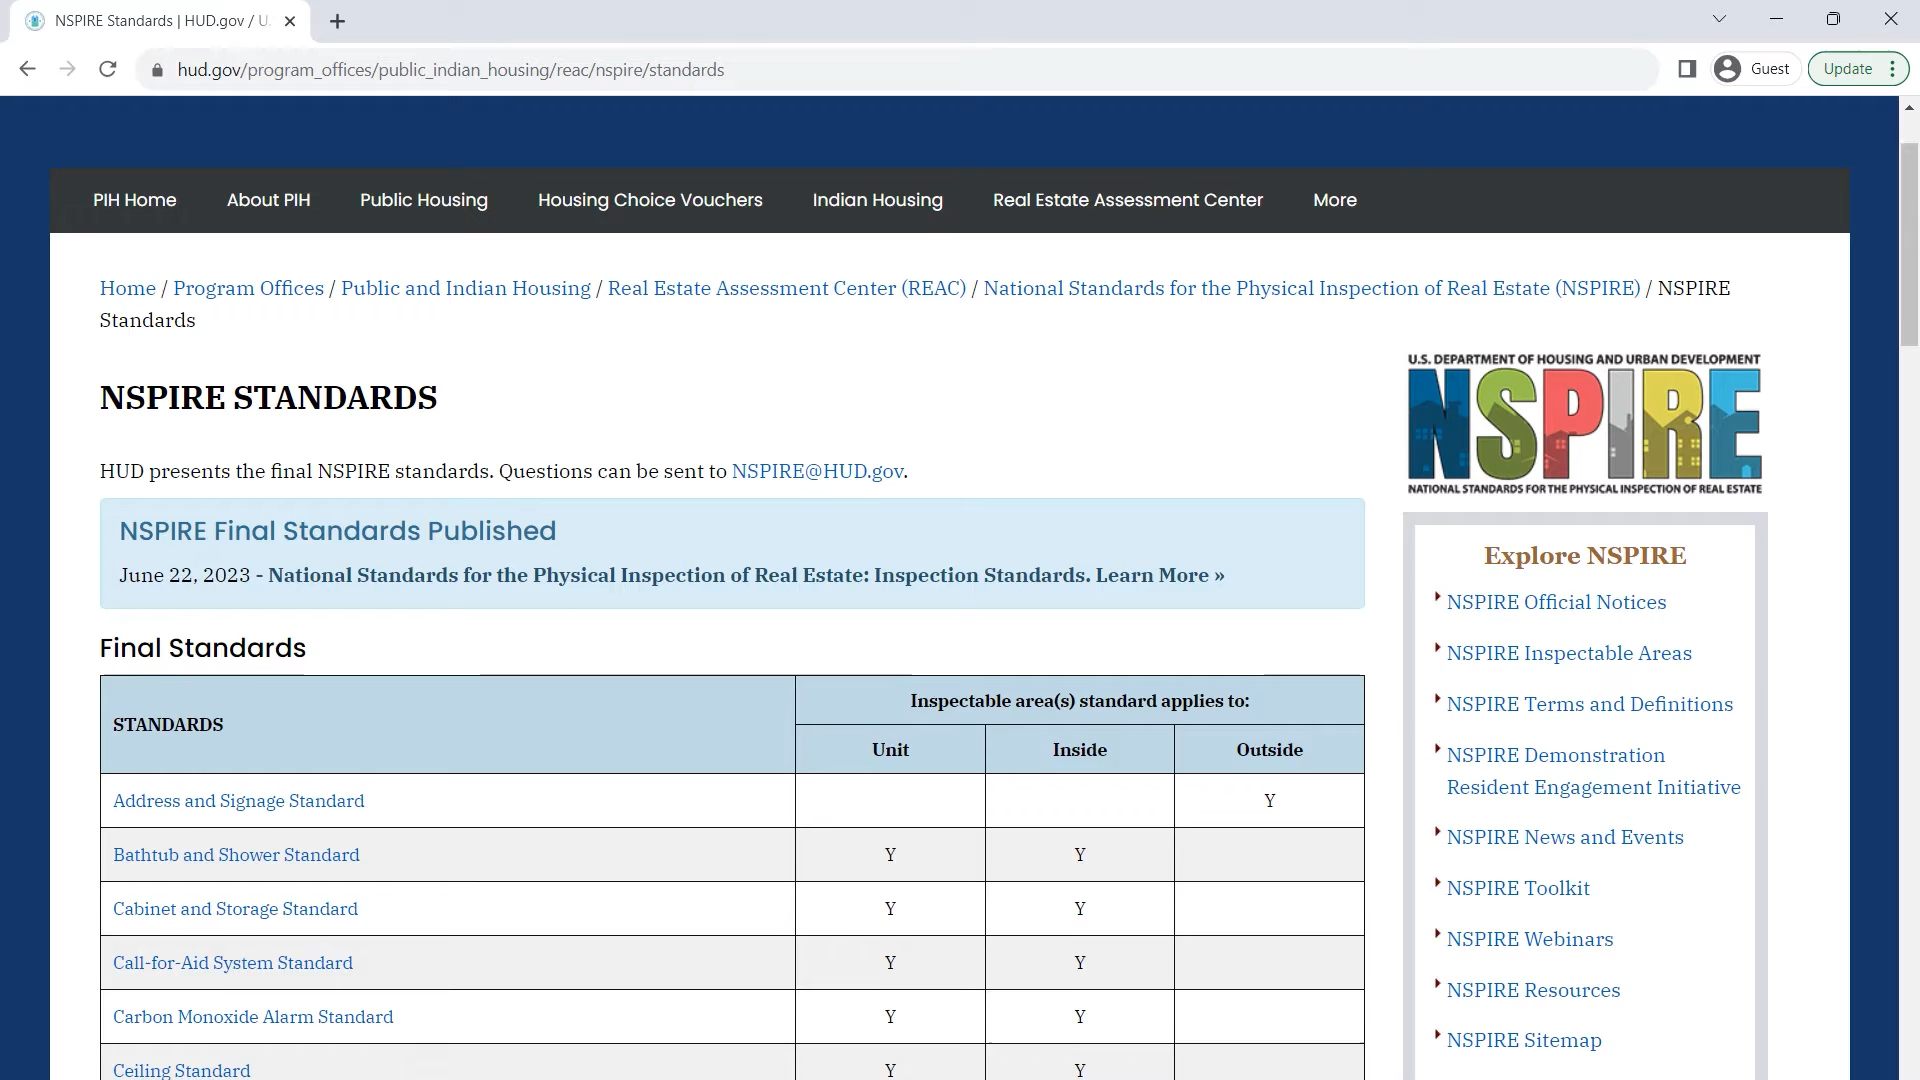 NSPIRE Standards | HUD.gov / U.
hud.gov/program_offices/public_indian_housing/reac/nspire/standards
Guest
Update
PIH Home About PIH Public Housing Housing Choice Vouchers Indian Housing Real Estate Assessment Center More
Home / Program Offices / Public and Indian Housing / Real Estate Assessment Center (REAC) / National Standards for the Physical Inspection of Real Estate (NSPIRE) / NSPIRE
Standards
NSPIRE STANDARDS
HUD presents the final NSPIRE standards. Questions can be sent to NSPIRE@HUD.gov.
NSPIRE Final Standards Published
June 22, 2023 - National Standards for the Physical Inspection of Real Estate: Inspection Standards. Learn More »
Final Standards
STANDARDS
Inspectable area(s) standard applies to:
Unit Inside Outside
Address and Signage Standard Y
Bathtub and Shower Standard Y Y
Cabinet and Storage Standard Y Y
Call-for-Aid System Standard Y Y
Carbon Monoxide Alarm Standard Y Y
Ceiling Standard Y Y
U.S. DEPARTMENT OF HOUSING AND URBAN DEVELOPMENT
NSPIRE
NATIONAL STANDARDS FOR THE PHYSICAL INSPECTION OF REAL ESTATE
Explore NSPIRE
NSPIRE Official Notices
NSPIRE Inspectable Areas
NSPIRE Terms and Definitions
NSPIRE Demonstration
Resident Engagement Initiative
NSPIRE News and Events
NSPIRE Toolkit
NSPIRE Webinars
NSPIRE Resources
NSPIRE Sitemap